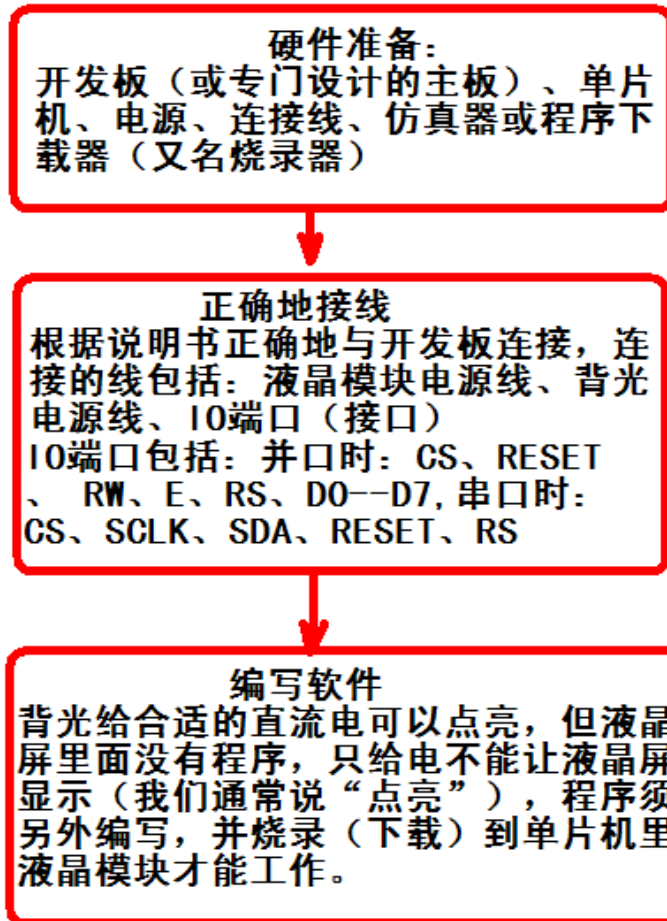 硬件准备：
开发板（或专门设计的主板）、单片
机、电源、连接线、仿真器或程序下
载器（又名烧录器）
正确地接线
根据说明书正确地与开发板连接，连
接的线包括：液晶模块电源线、背光
电源线、IO端口（接口）
IO端口包括：并口时：CS、RESET
、 RW、E、RS、D0--D7,串口时：
CS、SCLK、SDA、RESET、RS
编写软件
背光给合适的直流电可以点亮，但液晶
屏里面没有程序，只给电不能让液晶屏
显示（我们通常说“点亮”），程序须
另外编写，并烧录（下载）到单片机里
液晶模块才能工作。